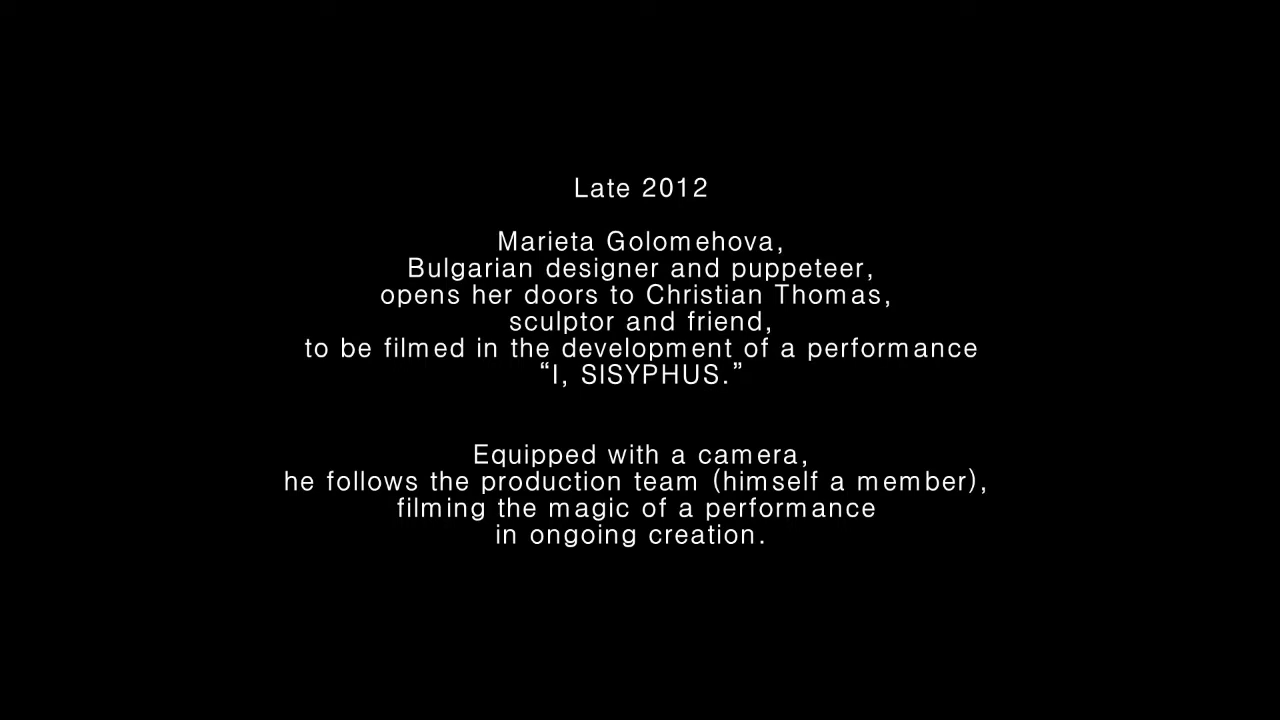 Late 2012
Marieta Golomehova,
Bulgarian designer and puppeteer,
opens her doors to Christian Thomas,
sculptor and friend,
to be filmed in the development of a performance
“I, SISYPHUS.”
Equipped with a camera,
he follows the production team (himself a member),
filming the magic of a performance
in ongoing creation.